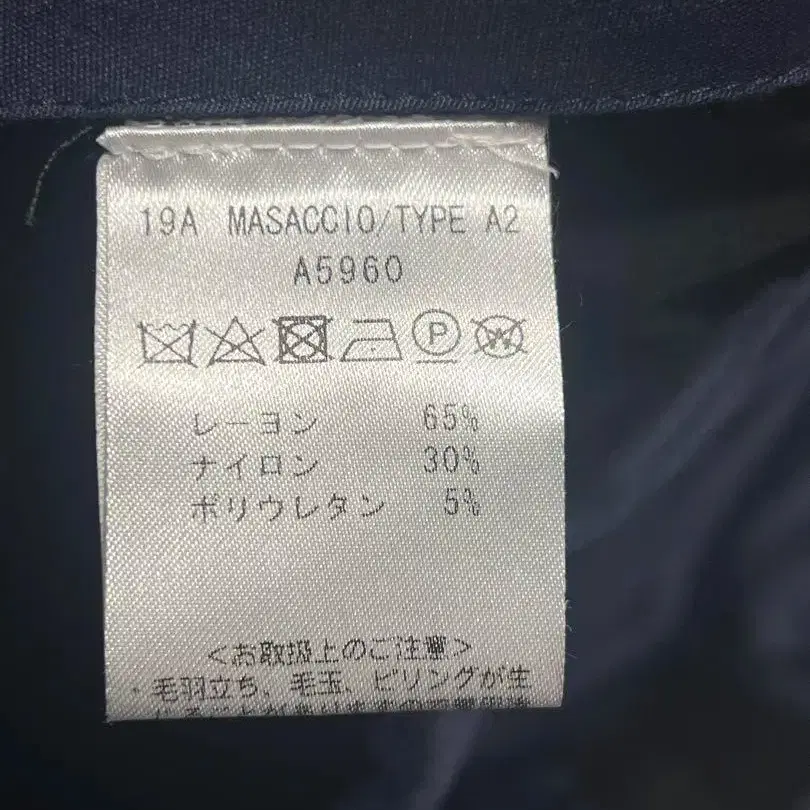 19A MASACCIO/TYPE A2
A5960
P W
レーヨン 65%
ナイロン 30%
ポリウレタン 5%
<お取扱上のご注意>
・毛羽立ち、毛玉、ピリングが生